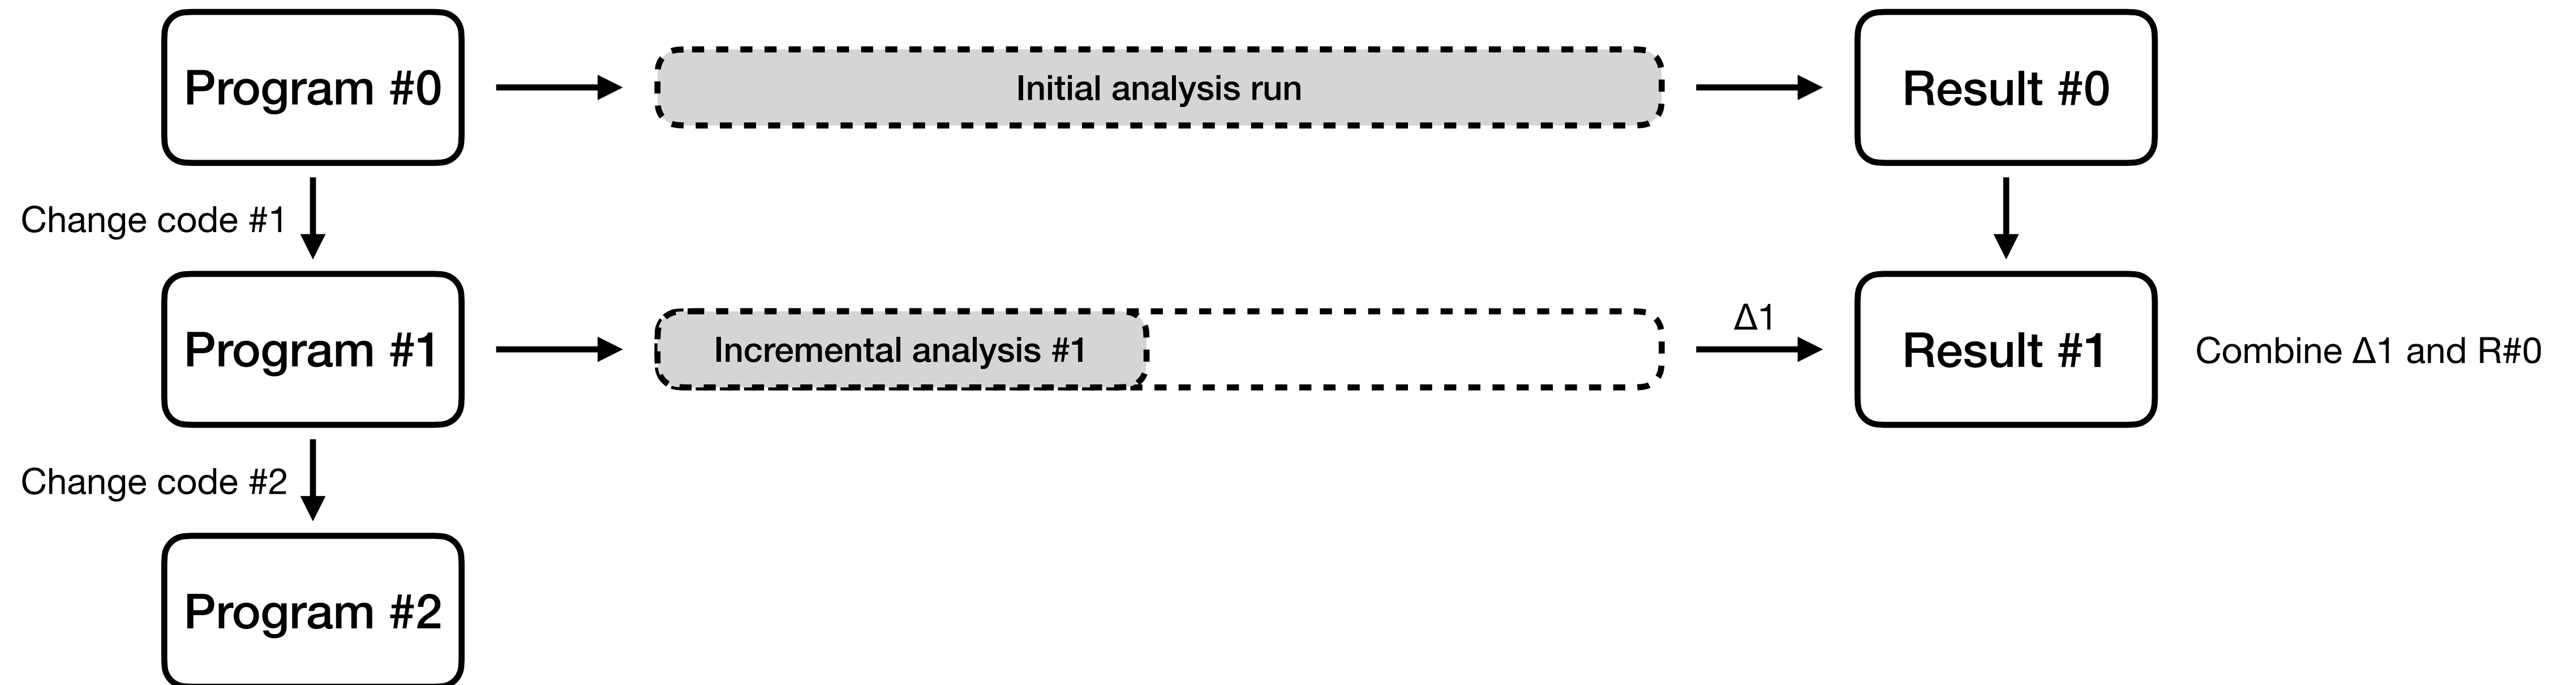 Program #0
Initial analysis run
Result #0
Change code #1
Program #1
Incremental analysis #1
Δ1
Result #1
Combine Δ1 and R#0
Change code #2
Program #2